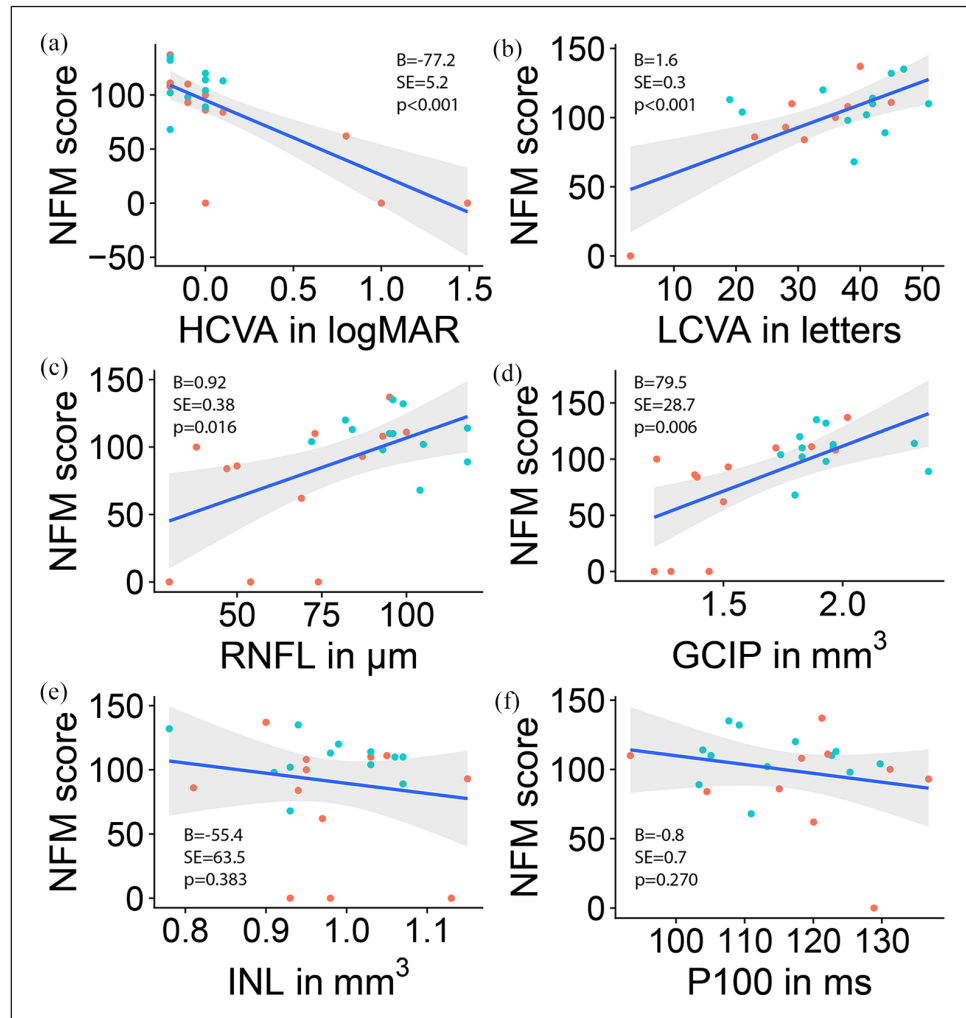 (a)
NFM score
100
50
0
−50
B=-77.2
SE=5.2
p<0.001
0.0 0.5 1.0 1.5
HCVA in logMAR
(b)
NFM score
150
100
50
0
B=1.6
SE=0.3
p<0.001
10 20 30 40 50
LCVA in letters
(c)
NFM score
150
100
50
0
B=0.92
SE=0.38
p=0.016
50 75 100
RNFL in μm
(d)
NFM score
150
100
50
0
B=79.5
SE=28.7
p=0.006
1.5 2.0
GCIP in mm³
(e)
NFM score
150
100
50
0
B=-55.4
SE=63.5
p=0.383
0.8 0.9 1.0 1.1
INL in mm³
(f)
NFM score
150
100
50
0
B=-0.8
SE=0.7
p=0.270
100 110 120 130
P100 in ms